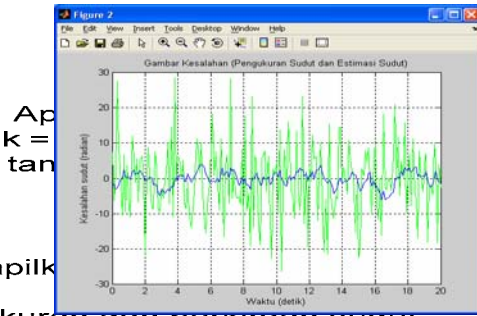 Figure 2
File Edit View Insert Tools Desktop Window Help
Gambar Kesalahan (Pengukuran Sudut dan Estimasi Sudut)
Kesalahan sudut (radian)
30
20
10
0
-10
-20
-30
0 2 4 6 8 10 12 14 16 18 20
Waktu (detik)
Ap
k =
tan
apilk